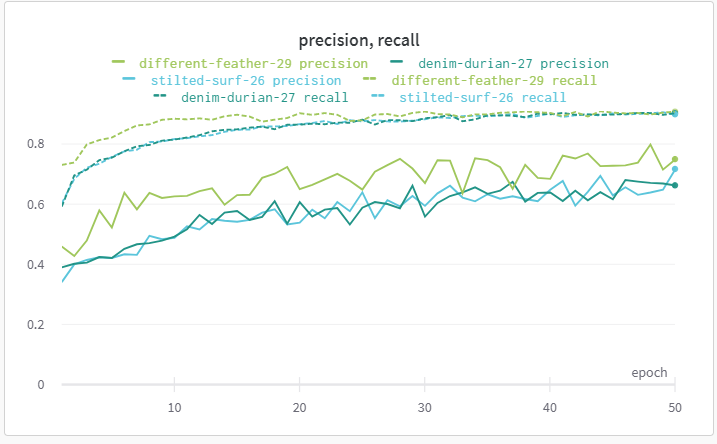 precision, recall
different-feather-29 precision denim-durian-27 precision
stilted-surf-26 precision different-feather-29 recall
denim-durian-27 recall stilted-surf-26 recall
0.8
0.6
0.4
0.2
epoch
0
10 20 30 40 50